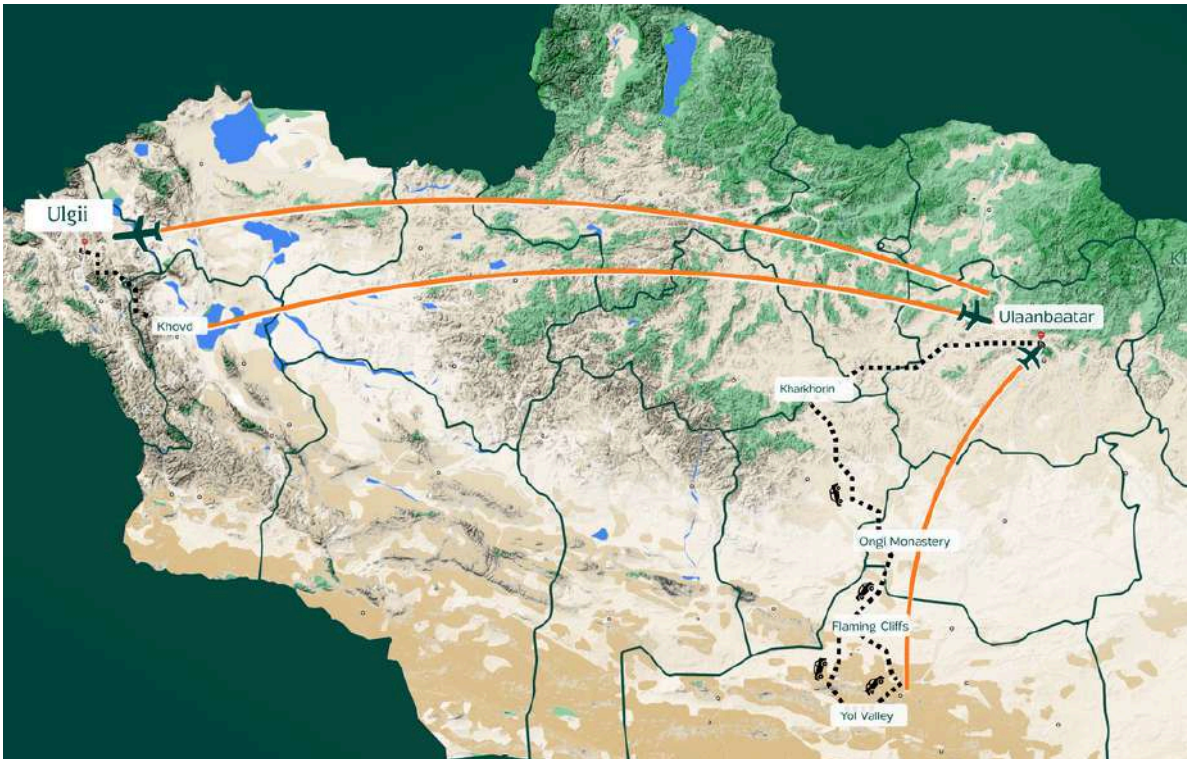 Ulgii
Khovd
Ulaanbaatar
Kharkhorin
Ongi Monastery
Flaming Cliffs
Yol Valley